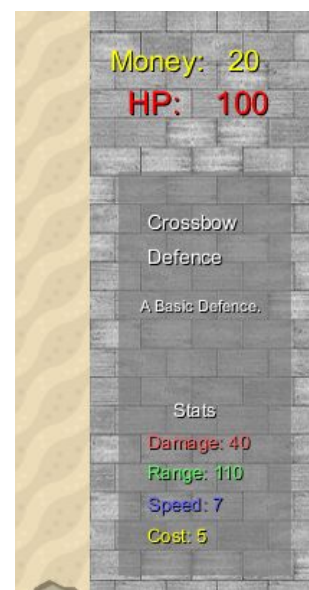 Money: 20
HP: 100
Crossbow
Defence
A Basic Defence.
Stats
Damage: 40
Range: 110
Speed: 7
Cost: 5